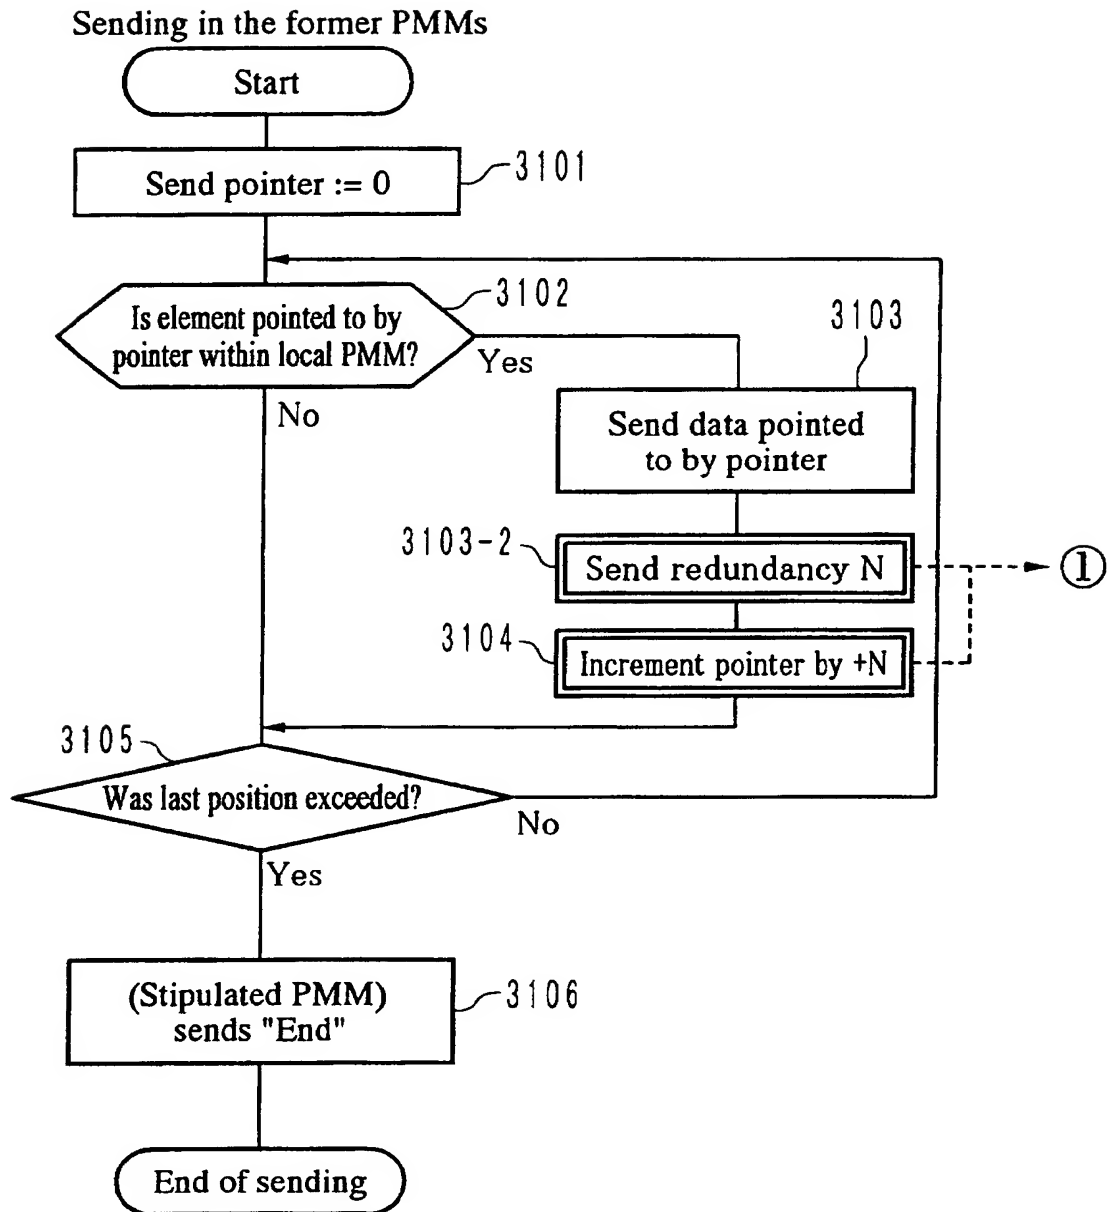 Sending in the former PMMs
Start
Send pointer := 0
3101
Is element pointed to by
pointer within local PMM?
3102
Yes
No
3103
Send data pointed
to by pointer
3103-2
Send redundancy N
①
3104
Increment pointer by +N
3105
Was last position exceeded?
No
Yes
(Stipulated PMM)
sends "End"
3106
End of sending